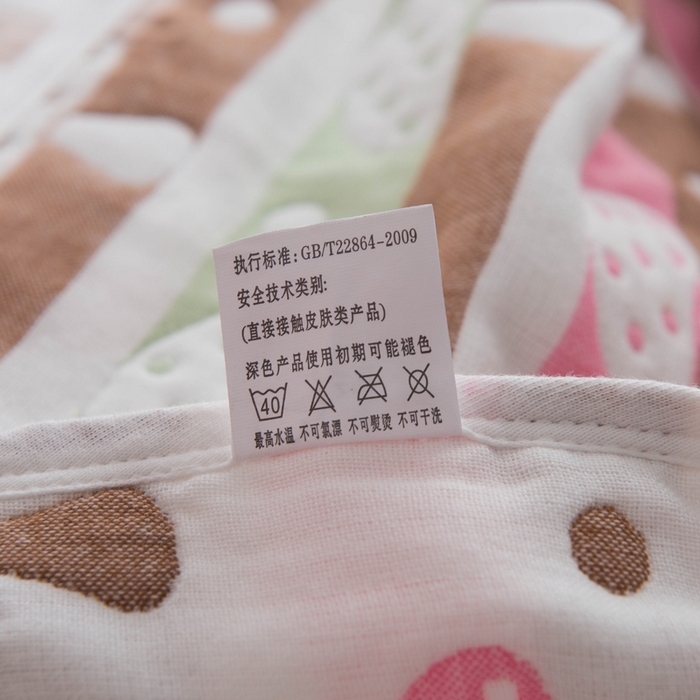 执行标准:GB/T22864-2009
安全技术类别:
(直接接触皮肤类产品)
深色产品使用初期可能褪色
40
最高水温 不可氯漂 不可熨烫 不可干洗